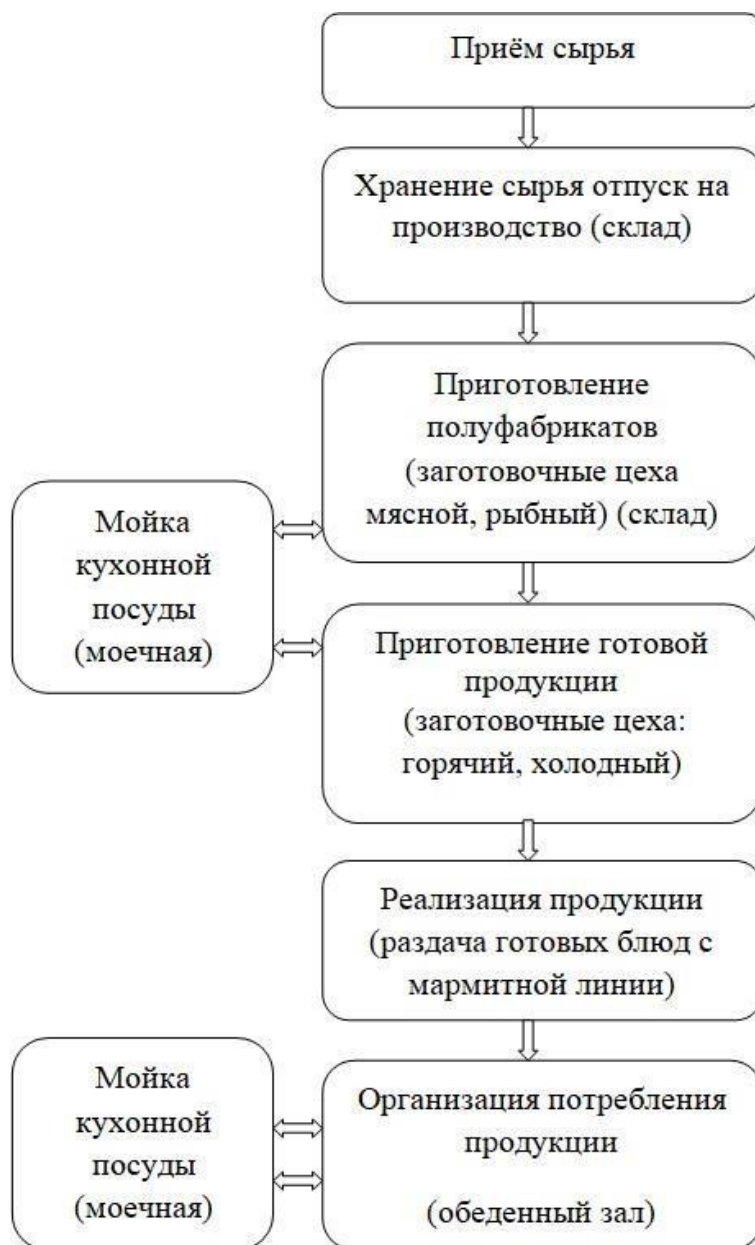 Приём сырья
Хранение сырья отпуск на
производство (склад)
Приготовление
полуфабрикатов
(заготовочные цеха
мясной, рыбный) (склад)
Мойка
кухонной
посуды
(моечная)
Приготовление готовой
продукции
(заготовочные цеха:
горячий, холодный)
Реализация продукции
(раздача готовых блюд с
мармитной линии)
Мойка
кухонной
посуды
(моечная)
Организация потребления
продукции
(обеденный зал)